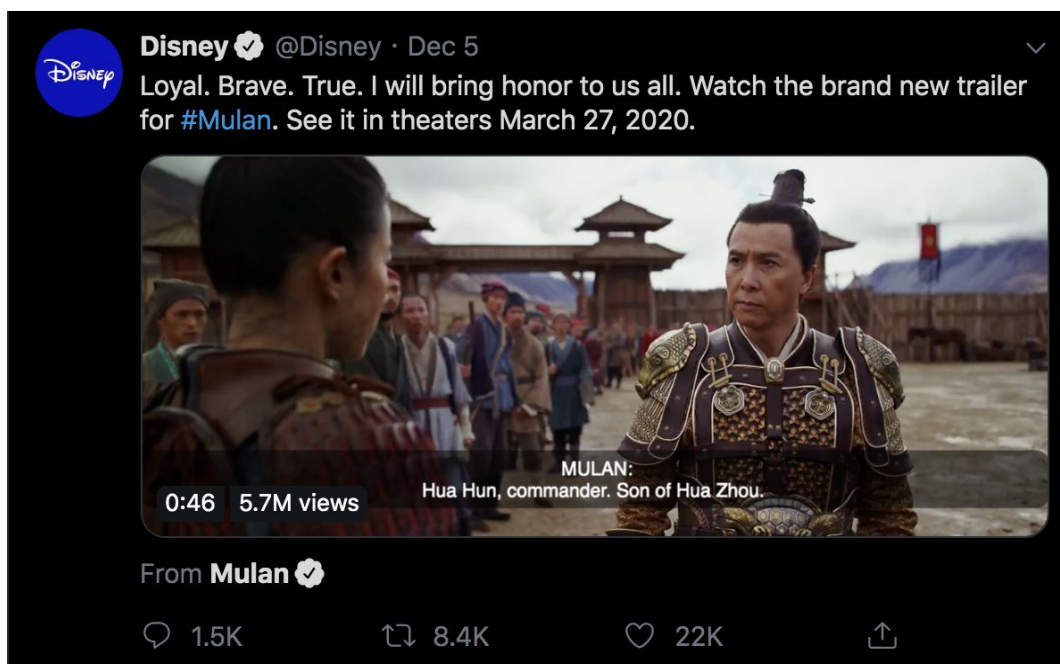 Disney @Disney · Dec 5
DISNEY
Loyal. Brave. True. I will bring honor to us all. Watch the brand new trailer
for #Mulan. See it in theaters March 27, 2020.
MULAN:
Hua Hun, commander. Son of Hua Zhou.
0:46 5.7M views
From Mulan
1.5K 8.4K 22K